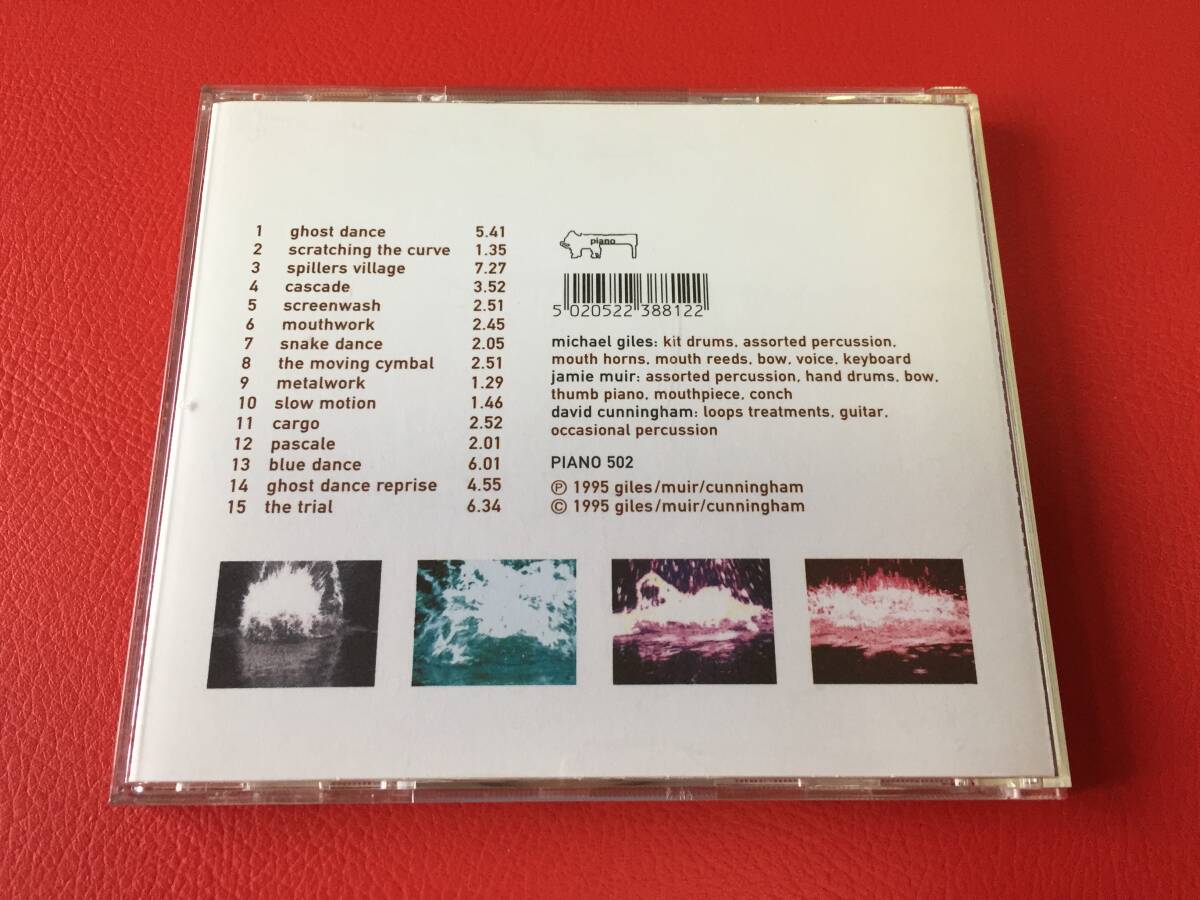 1 ghost dance 5.41
2 scratching the curve 1.35
3 spillers village 7.27
4 cascade 3.52
5 screenwash 2.51
6 mouthwork 2.45
7 snake dance 2.05
8 the moving cymbal 2.51
9 metalwork 1.29
10 slow motion 1.46
11 cargo 2.52
12 pascale 2.01
13 blue dance 6.01
14 ghost dance reprise 4.55
15 the trial 6.34
piano
5 020522 388122
michael giles: kit drums, assorted percussion,
mouth horns, mouth reeds, bow, voice, keyboard
jamie muir: assorted percussion, hand drums, bow,
thumb piano, mouthpiece, conch
david cunningham: loops treatments, guitar,
occasional percussion
PIANO 502
℗ 1995 giles/muir/cunningham
© 1995 giles/muir/cunningham